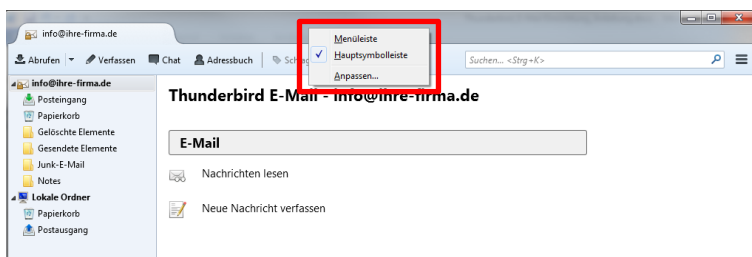 info@ihre-firma.de
Menüleiste
Hauptsymbolleiste
Anpassen...
Abrufen Verfassen Chat Adressbuch Suchen... <Strg+K>
info@ihre-firma.de
Posteingang
Papierkorb
Gelöschte Elemente
Gesendete Elemente
Junk-E-Mail
Notes
Lokale Ordner
Papierkorb
Postausgang
Thunderbird E-Mail - info@ihre-firma.de
E-Mail
Nachrichten lesen
Neue Nachricht verfassen